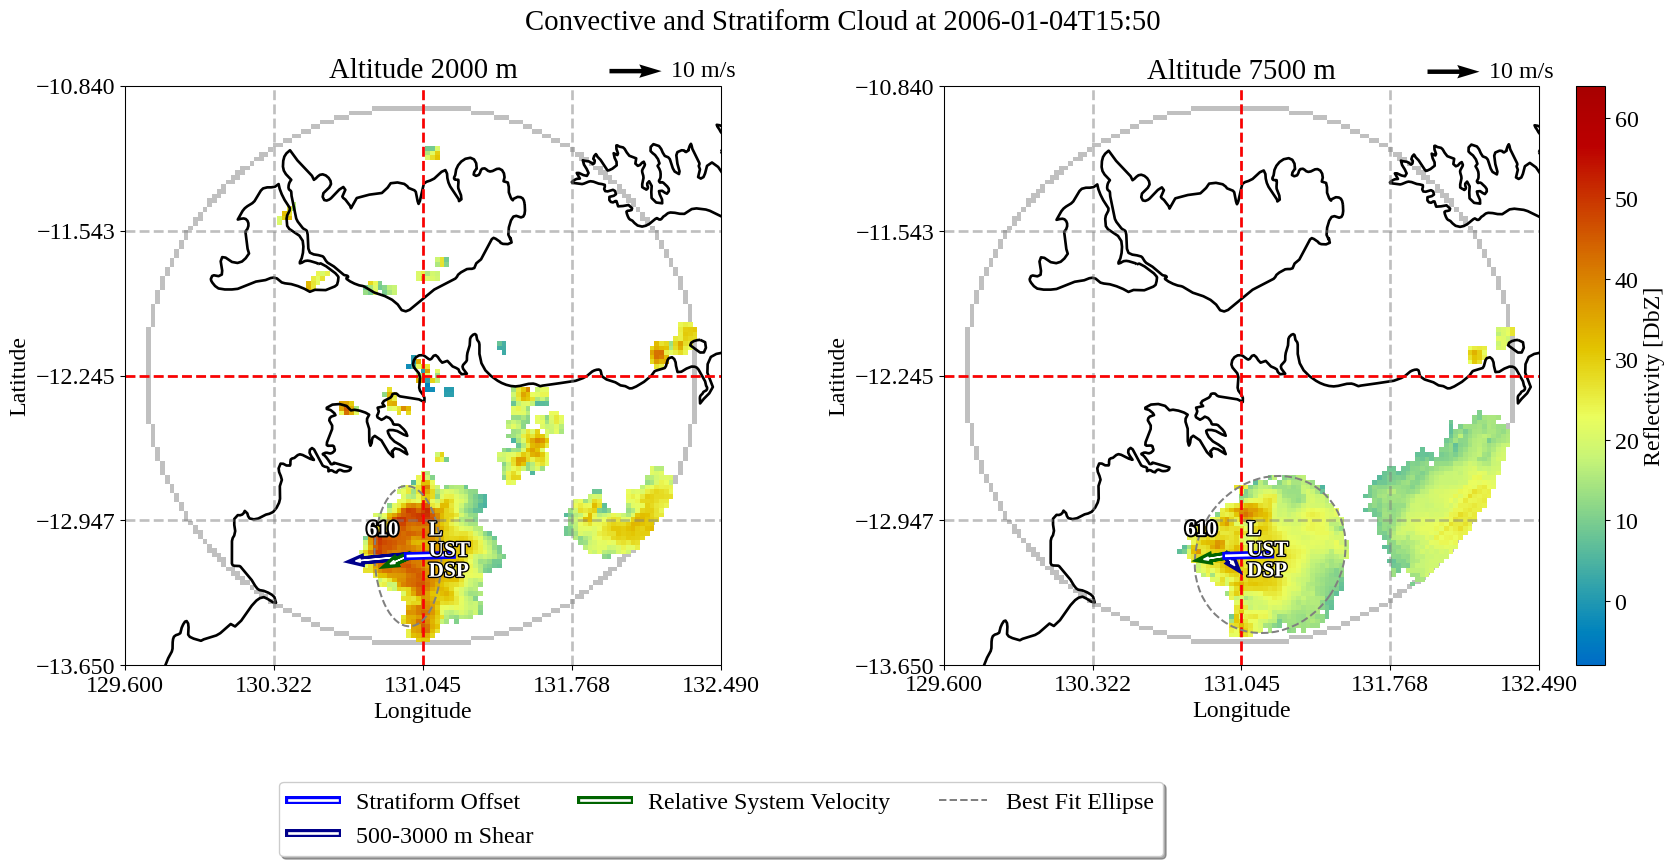 Convective and Stratiform Cloud at 2006-01-04T15:50
Altitude 2000 m
10 m/s
Altitude 7500 m
10 m/s
−10.840
−11.543
−12.245
−12.947
−13.650
Latitude
129.600
130.322
131.045
131.768
132.490
Longitude
610
L
UST
DSP
−10.840
−11.543
−12.245
−12.947
−13.650
Latitude
129.600
130.322
131.045
131.768
132.490
Longitude
610
L
UST
DSP
60
50
40
30
20
10
0
Reflectivity [DbZ]
Stratiform Offset
500-3000 m Shear
Relative System Velocity
Best Fit Ellipse